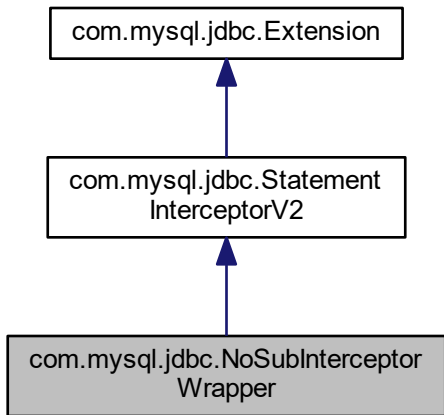 com.mysql.jdbc.Extension
com.mysql.jdbc.Statement
InterceptorV2
com.mysql.jdbc.NoSubInterceptor
Wrapper